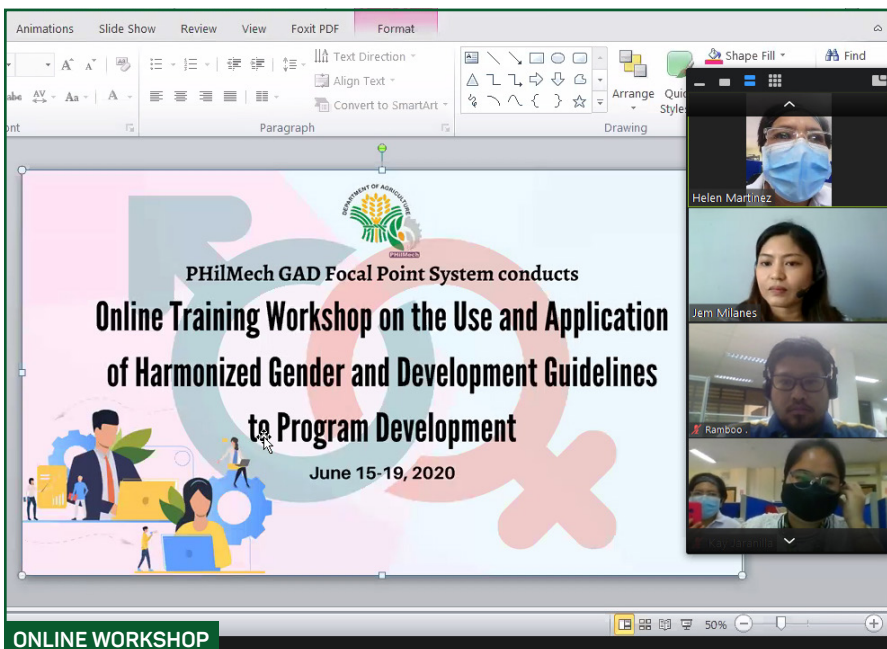 Animations Slide Show Review View Foxit PDF Format
Text Direction
Align Text
Convert to SmartArt
Paragraph
Arrange
Shape Fill
Drawing
Find
PHilMech GAD Focal Point System conducts
Online Training Workshop on the Use and Application
of Harmonized Gender and Development Guidelines
to Program Development
June 15-19, 2020
DEPARTMENT OF AGRICULTURE
PHilMech
Helen Martinez
Jem Milanes
Ramboo .
50%
ONLINE WORKSHOP